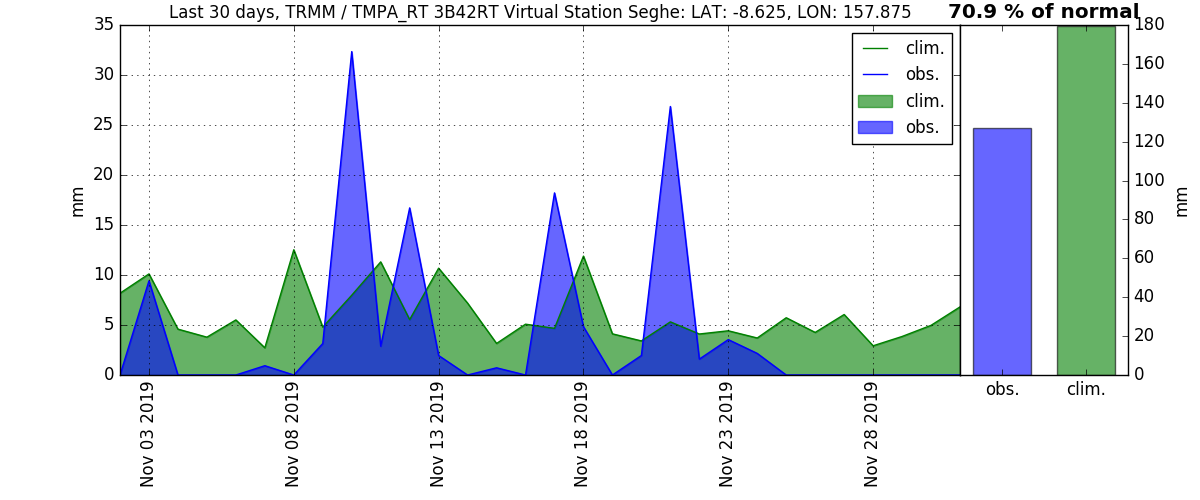 Last 30 days, TRMM / TMPA_RT 3B42RT Virtual Station Seghe: LAT: -8.625, LON: 157.875
70.9 % of normal
35
30
25
20
15
10
5
0
mm
clim.
obs.
clim.
obs.
Nov 03 2019
Nov 08 2019
Nov 13 2019
Nov 18 2019
Nov 23 2019
Nov 28 2019
180
160
140
120
100
80
60
40
20
0
mm
obs.
clim.